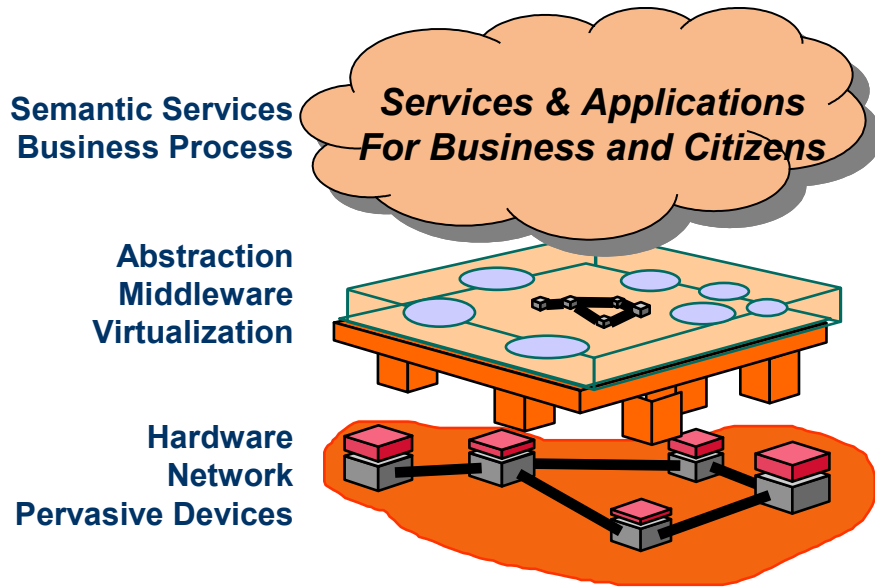 Semantic Services
Business Process
Services & Applications
For Business and Citizens
Abstraction
Middleware
Virtualization
Hardware
Network
Pervasive Devices